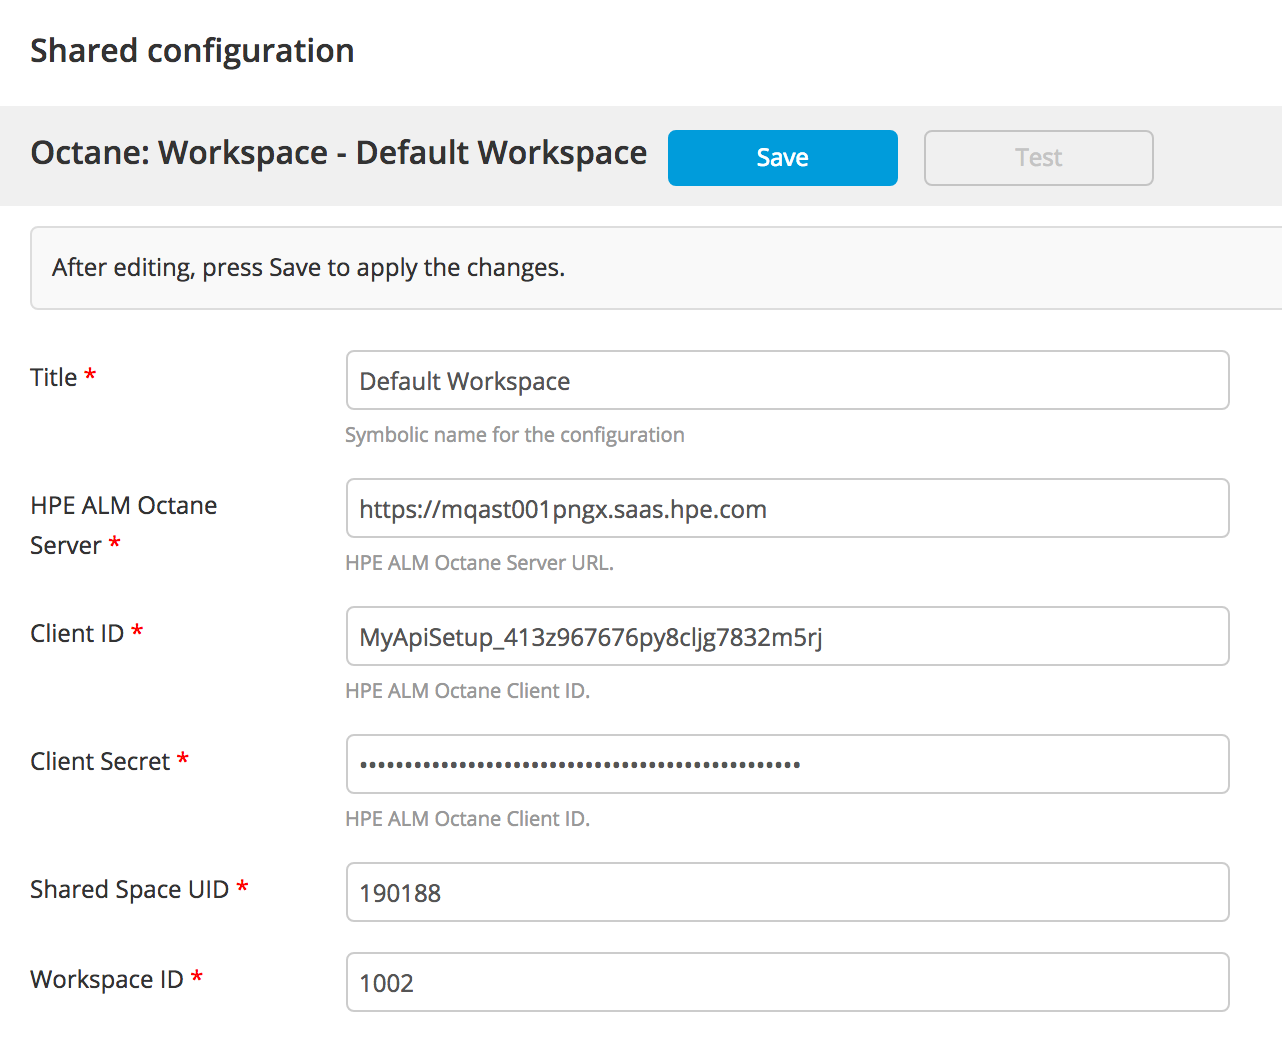 Shared configuration
Octane: Workspace - Default Workspace
Save
Test
After editing, press Save to apply the changes.
Title *
Default Workspace
Symbolic name for the configuration
HPE ALM Octane
Server *
https://mqast001pngx.saas.hpe.com
HPE ALM Octane Server URL.
Client ID *
MyApiSetup_413z967676py8cljg7832m5rj
HPE ALM Octane Client ID.
Client Secret *
•••••••••••••••••••••••••••••••••••••••••••••••••
HPE ALM Octane Client ID.
Shared Space UID *
190188
Workspace ID *
1002